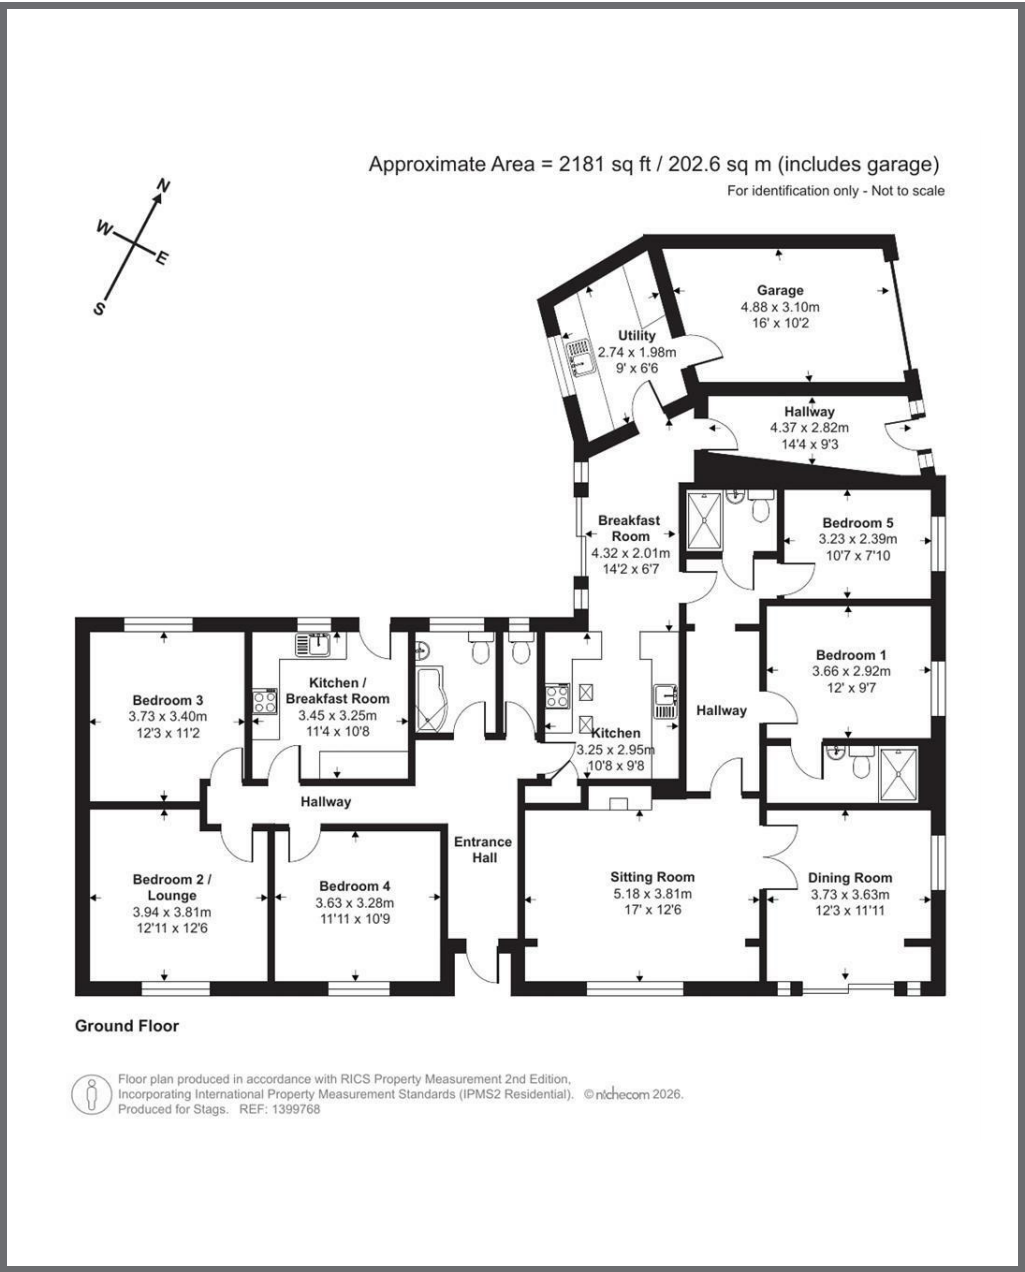 Approximate Area = 2181 sq ft / 202.6 sq m (includes garage)
For identification only - Not to scale
N
W
E
S
Garage
4.88 x 3.10m
16' x 10'2
Utility
2.74 x 1.98m
9' x 6'6
Hallway
4.37 x 2.82m
14'4 x 9'3
Breakfast
Room
4.32 x 2.01m
14'2 x 6'7
Bedroom 5
3.23 x 2.39m
10'7 x 7'10
Bedroom 1
3.66 x 2.92m
12' x 9'7
Bedroom 3
3.73 x 3.40m
12'3 x 11'2
Kitchen /
Breakfast Room
3.45 x 3.25m
11'4 x 10'8
Kitchen
3.25 x 2.95m
10'8 x 9'8
Hallway
Hallway
Entrance
Hall
Bedroom 2 /
Lounge
3.94 x 3.81m
12'11 x 12'6
Bedroom 4
3.63 x 3.28m
11'11 x 10'9
Sitting Room
5.18 x 3.81m
17' x 12'6
Dining Room
3.73 x 3.63m
12'3 x 11'11
Ground Floor
Floor plan produced in accordance with RICS Property Measurement 2nd Edition,
Incorporating International Property Measurement Standards (IPMS2 Residential). © nichecom 2026.
Produced for Stags. REF: 1399768